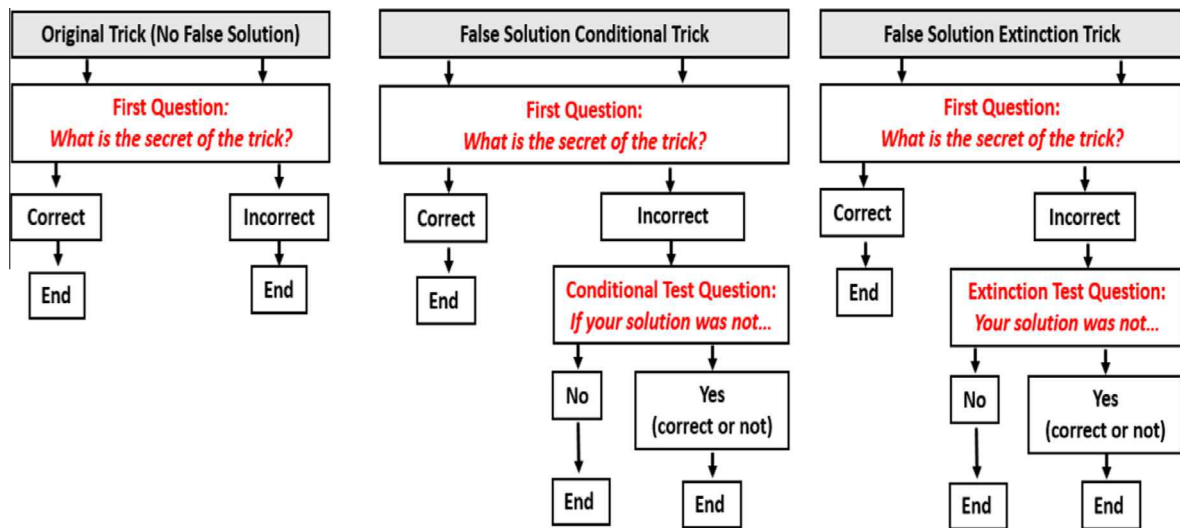 Original Trick (No False Solution)
First Question:
What is the secret of the trick?
Correct
Incorrect
End
End
False Solution Conditional Trick
First Question:
What is the secret of the trick?
Correct
Incorrect
End
Conditional Test Question:
If your solution was not...
No
Yes
(correct or not)
End
End
False Solution Extinction Trick
First Question:
What is the secret of the trick?
Correct
Incorrect
End
Extinction Test Question:
Your solution was not...
No
Yes
(correct or not)
End
End